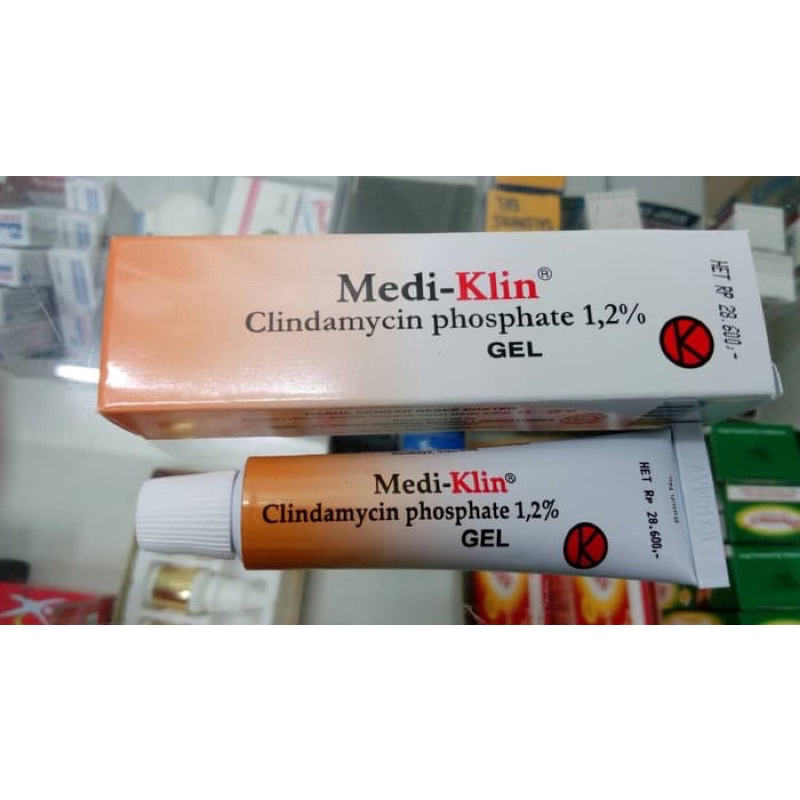 Medi-Klin®
Clindamycin phosphate 1,2%
GEL
K
HET RP 28.600,-
Medi-Klin®
Clindamycin phosphate 1,2%
GEL
K
HET Rp 28.600,-
GEL